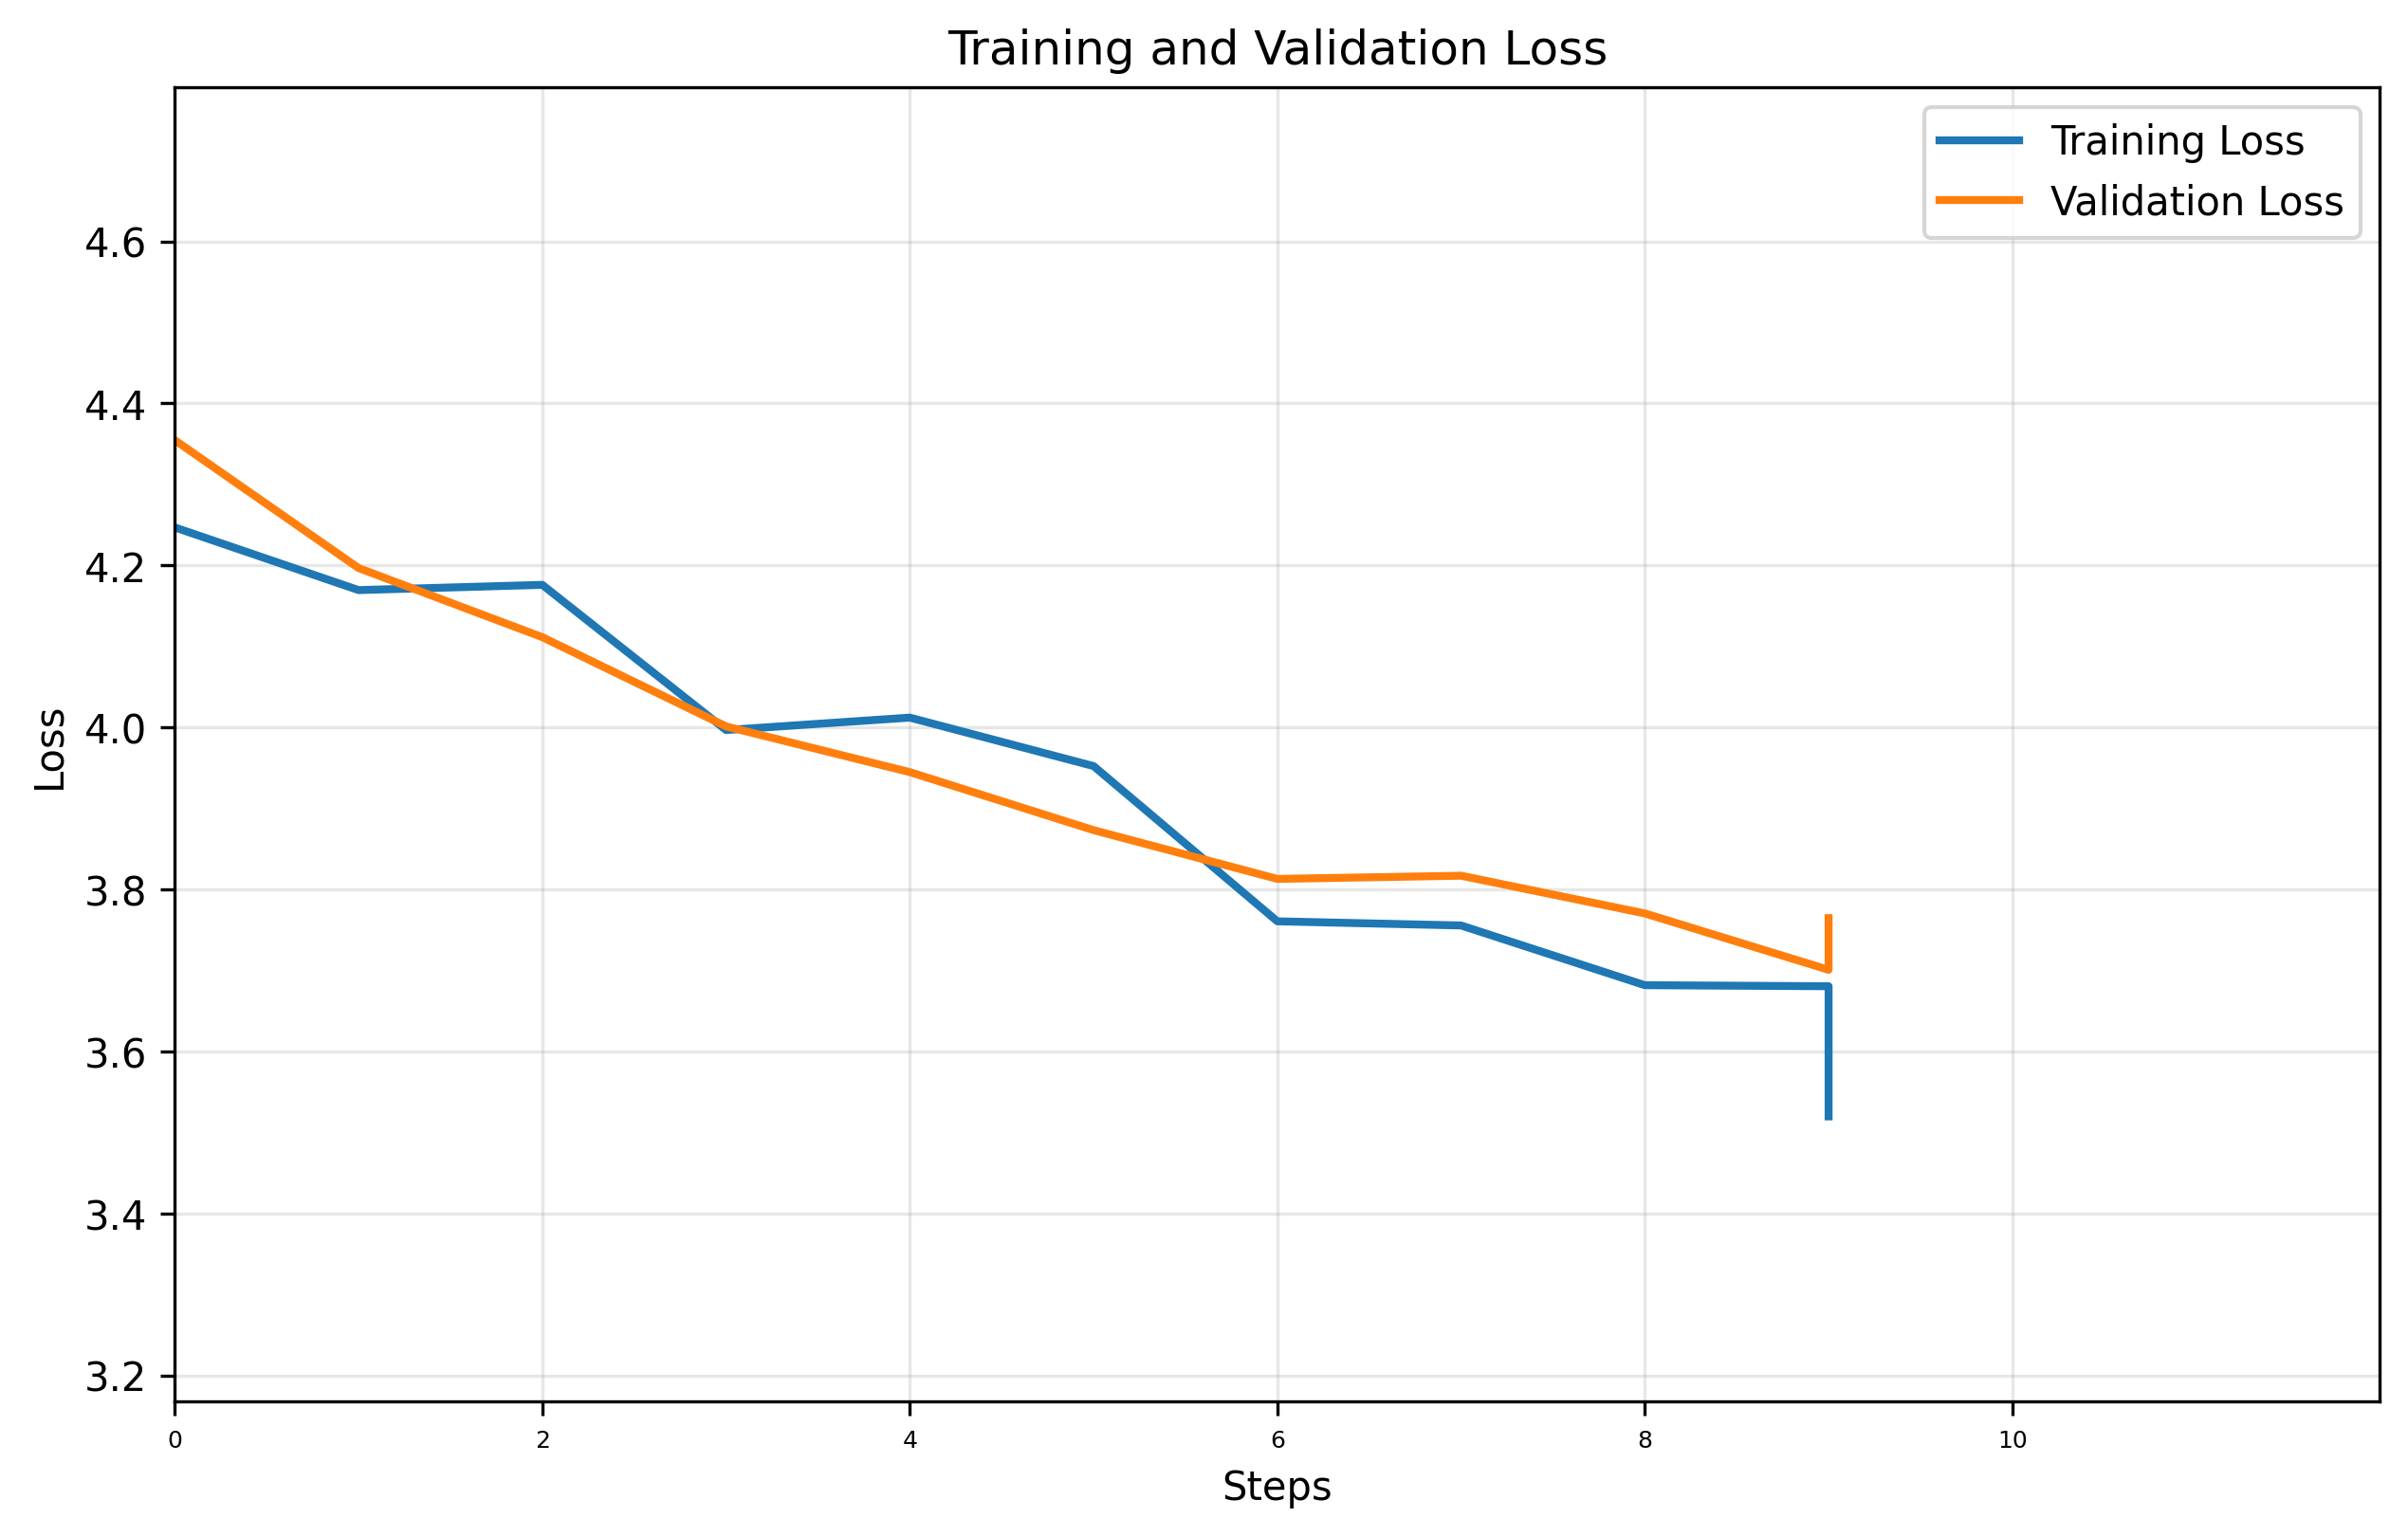 Training and Validation Loss
Training Loss
Validation Loss
4.6
4.4
4.2
4.0
3.8
3.6
3.4
3.2
Loss
0 2 4 6 8 10
Steps